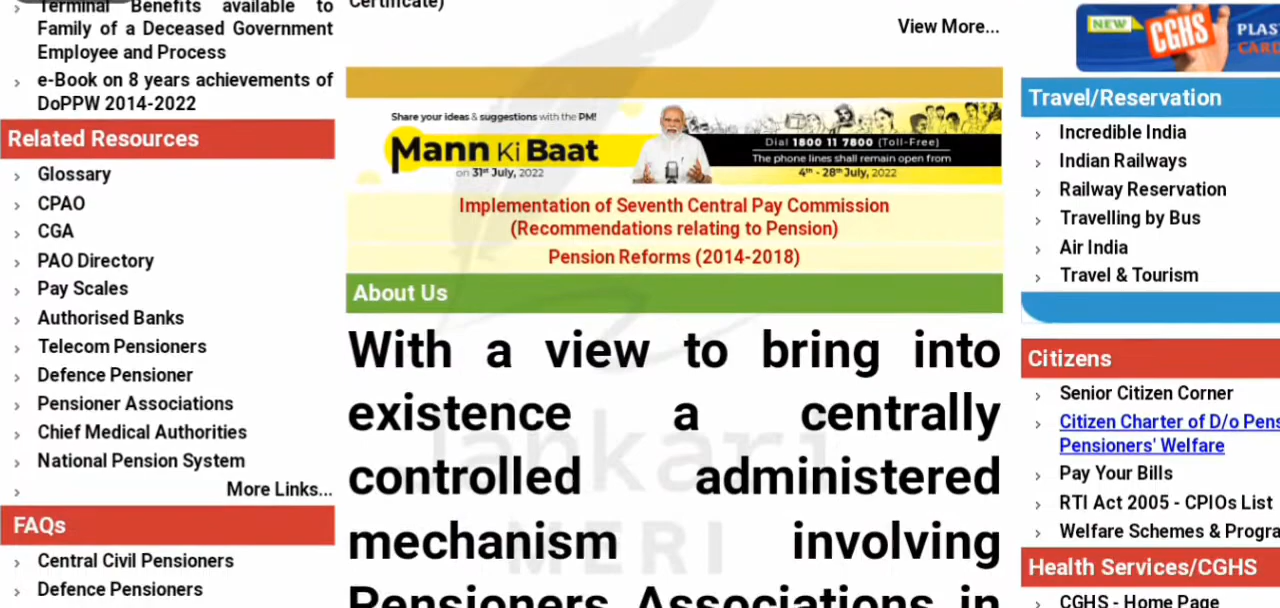 Terminal Benefits available to
Family of a Deceased Government
Employee and Process
e-Book on 8 years achievements of
DoPPW 2014-2022
Related Resources
Glossary
CPAO
CGA
PAO Directory
Pay Scales
Authorised Banks
Telecom Pensioners
Defence Pensioner
Pensioner Associations
Chief Medical Authorities
National Pension System
More Links...
FAQs
Central Civil Pensioners
Defence Pensioners
Certificate)
View More...
Share your ideas & suggestions with the PM!
Mann Ki Baat
on 31st July, 2022
Dial 1800 11 7800 (Toll-Free)
The phone lines shall remain open from
4th - 28th July, 2022
Implementation of Seventh Central Pay Commission
(Recommendations relating to Pension)
Pension Reforms (2014-2018)
About Us
With a view to bring into
existence a centrally
controlled administered
mechanism involving
Pensioners Associations in
Jankari
MERI
NEW
CGHS
PLAS
CARD
Travel/Reservation
Incredible India
Indian Railways
Railway Reservation
Travelling by Bus
Air India
Travel & Tourism
Citizens
Senior Citizen Corner
Citizen Charter of D/o Pens
Pensioners' Welfare
Pay Your Bills
RTI Act 2005 - CPIOs List
Welfare Schemes & Progra
Health Services/CGHS
CGHS - Home Page